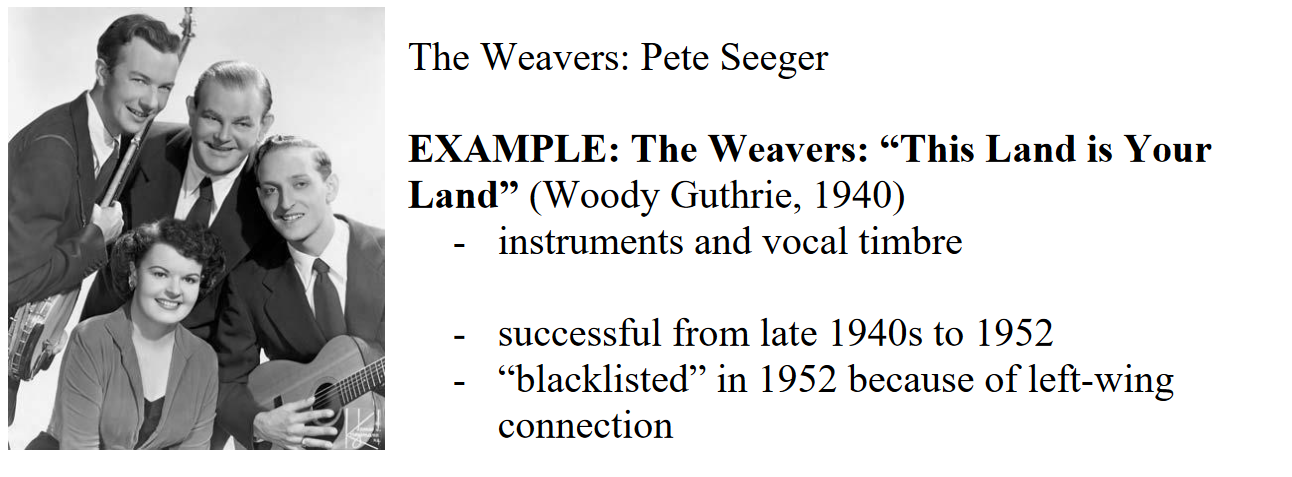 The Weavers: Pete Seeger
EXAMPLE: The Weavers: “This Land is Your
Land” (Woody Guthrie, 1940)
- instruments and vocal timbre
- successful from late 1940s to 1952
- “blacklisted” in 1952 because of left-wing
connection